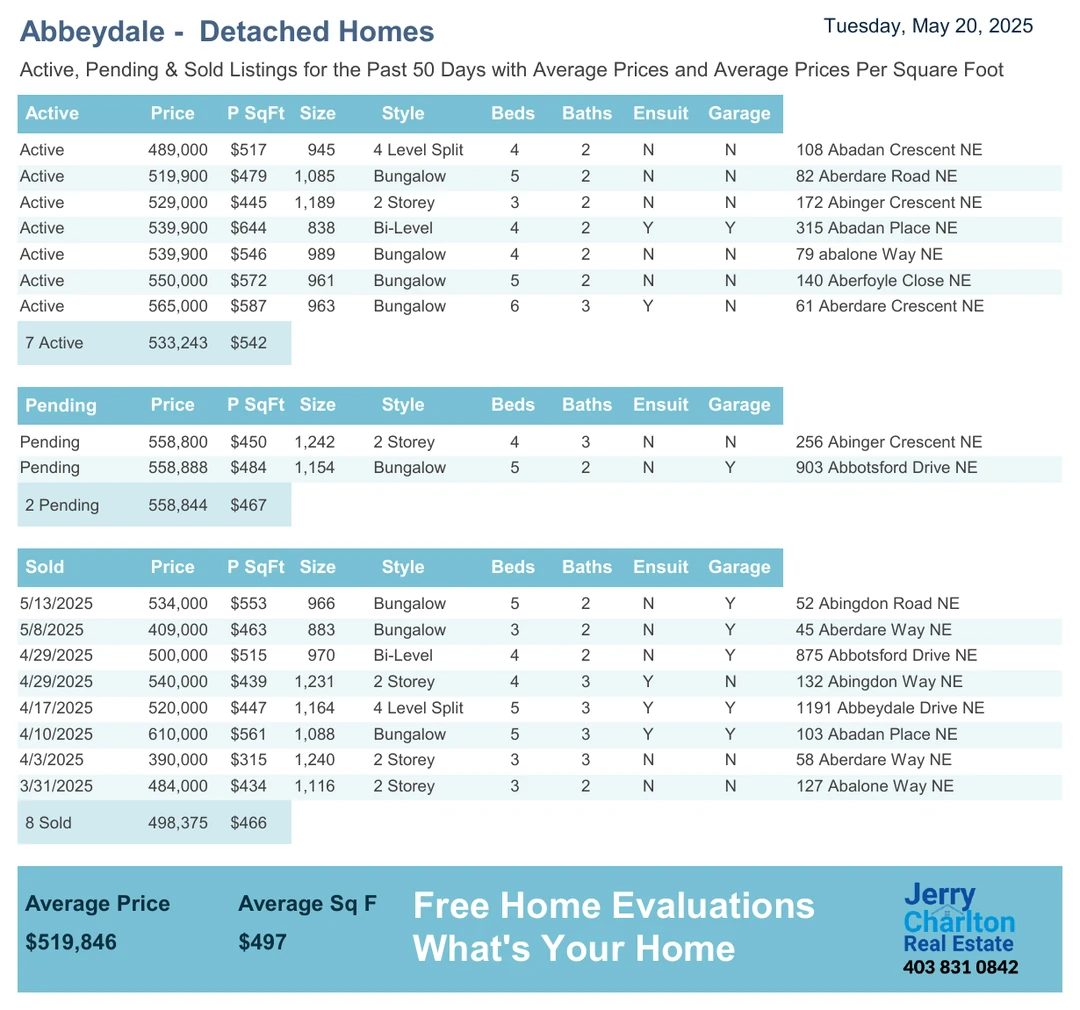 Abbeydale - Detached Homes
Tuesday, May 20, 2025
Active, Pending & Sold Listings for the Past 50 Days with Average Prices and Average Prices Per Square Foot
Active Price P SqFt Size Style Beds Baths Ensuit Garage
Active 489,000 $517 945 4 Level Split 4 2 N N 108 Abadan Crescent NE
Active 519,900 $479 1,085 Bungalow 5 2 N N 82 Aberdare Road NE
Active 529,000 $445 1,189 2 Storey 3 2 N N 172 Abinger Crescent NE
Active 539,900 $644 838 Bi-Level 4 2 Y Y 315 Abadan Place NE
Active 539,900 $546 989 Bungalow 4 2 N N 79 abalone Way NE
Active 550,000 $572 961 Bungalow 5 2 N N 140 Aberfoyle Close NE
Active 565,000 $587 963 Bungalow 6 3 Y N 61 Aberdare Crescent NE
7 Active 533,243 $542
Pending Price P SqFt Size Style Beds Baths Ensuit Garage
Pending 558,800 $450 1,242 2 Storey 4 3 N N 256 Abinger Crescent NE
Pending 558,888 $484 1,154 Bungalow 5 2 N Y 903 Abbotsford Drive NE
2 Pending 558,844 $467
Sold Price P SqFt Size Style Beds Baths Ensuit Garage
5/13/2025 534,000 $553 966 Bungalow 5 2 N Y 52 Abingdon Road NE
5/8/2025 409,000 $463 883 Bungalow 3 2 N Y 45 Aberdare Way NE
4/29/2025 500,000 $515 970 Bi-Level 4 2 N Y 875 Abbotsford Drive NE
4/29/2025 540,000 $439 1,231 2 Storey 4 3 Y N 132 Abingdon Way NE
4/17/2025 520,000 $447 1,164 4 Level Split 5 3 Y Y 1191 Abbeydale Drive NE
4/10/2025 610,000 $561 1,088 Bungalow 5 3 Y Y 103 Abadan Place NE
4/3/2025 390,000 $315 1,240 2 Storey 3 3 N N 58 Aberdare Way NE
3/31/2025 484,000 $434 1,116 2 Storey 3 2 N N 127 Abalone Way NE
8 Sold 498,375 $466
Average Price Average Sq F
$519,846 $497
Free Home Evaluations
What's Your Home
Jerry
Charlton
Real Estate
403 831 0842